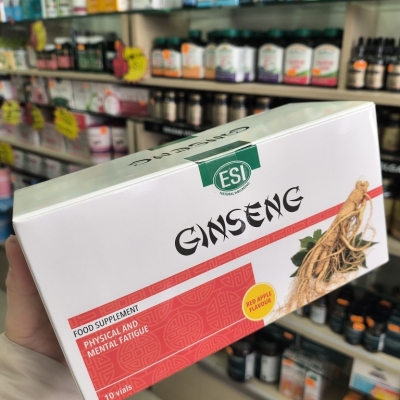 GINSENG
ESI
GINSENG
FOOD SUPPLEMENT
PHYSICAL AND
MENTAL FATIGUE
RED APPLE
FLAVOUR
10 vials